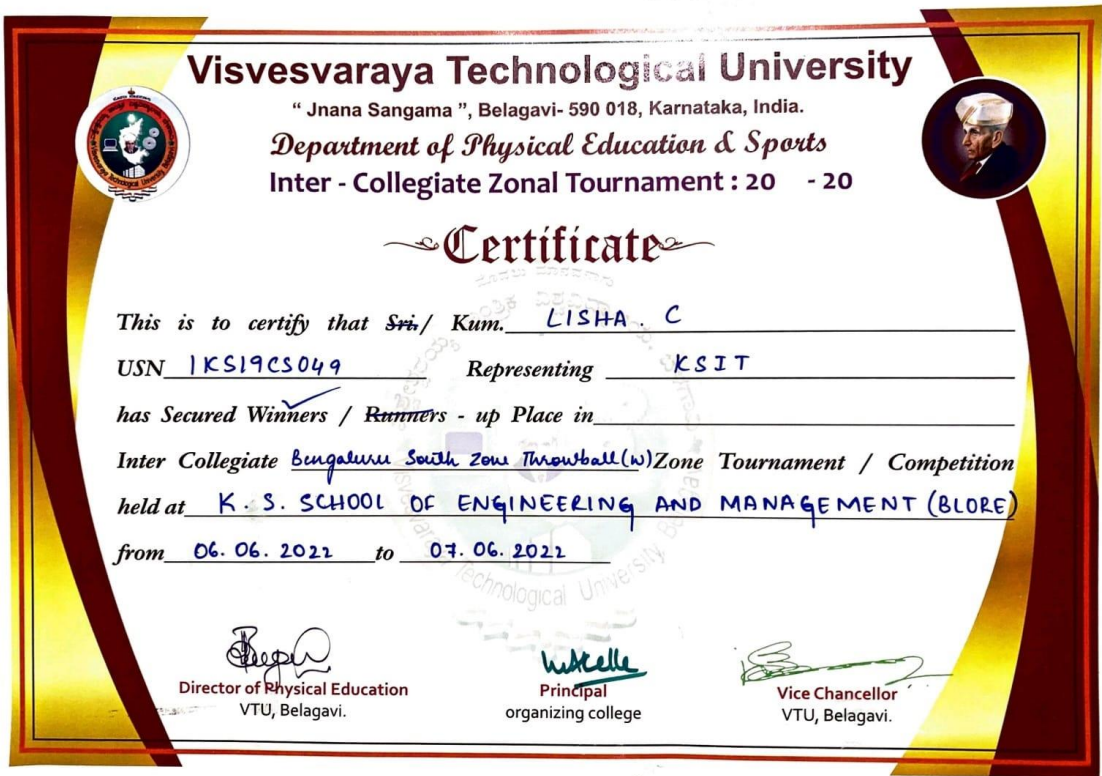 Visvesvaraya Technological University
“ Jnana Sangama ”, Belagavi- 590 018, Karnataka, India.
Department of Physical Education & Sports
Inter - Collegiate Zonal Tournament : 20 - 20
Certificate
This is to certify that Sri. / Kum. LISHA . C
USN 1KS19CS049 Representing KSIT
has Secured Winners / Runners - up Place in
Inter Collegiate Bengaluru South Zone Throwball (W) Zone Tournament / Competition
held at K . S . SCHOOL OF ENGINEERING AND MANAGEMENT (BLORE)
from 06. 06. 2022 to 07. 06. 2022
Technological University
Director of Physical Education
VTU, Belagavi.
Principal
organizing college
Vice Chancellor
VTU, Belagavi.